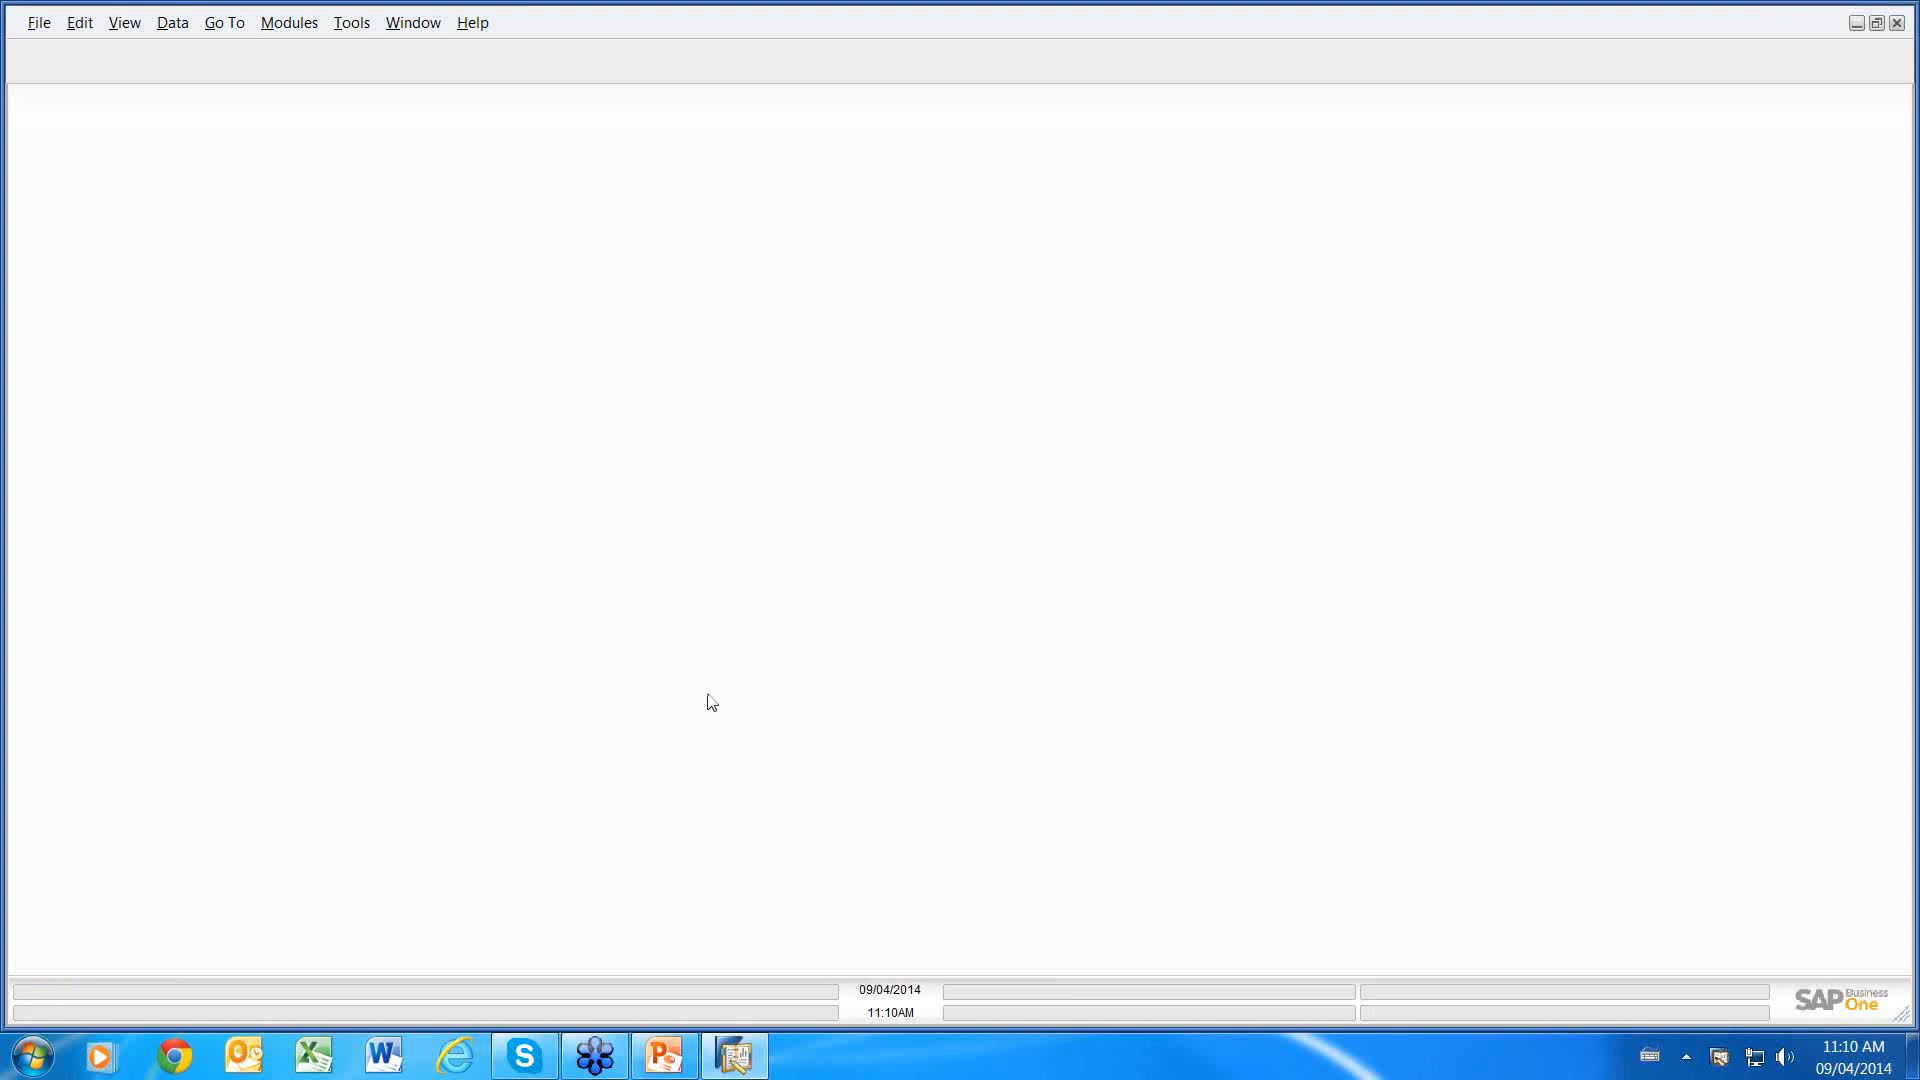 File Edit View Data Go To Modules Tools Window Help
09/04/2014
11:10AM
SAP Business One
11:10 AM
09/04/2014